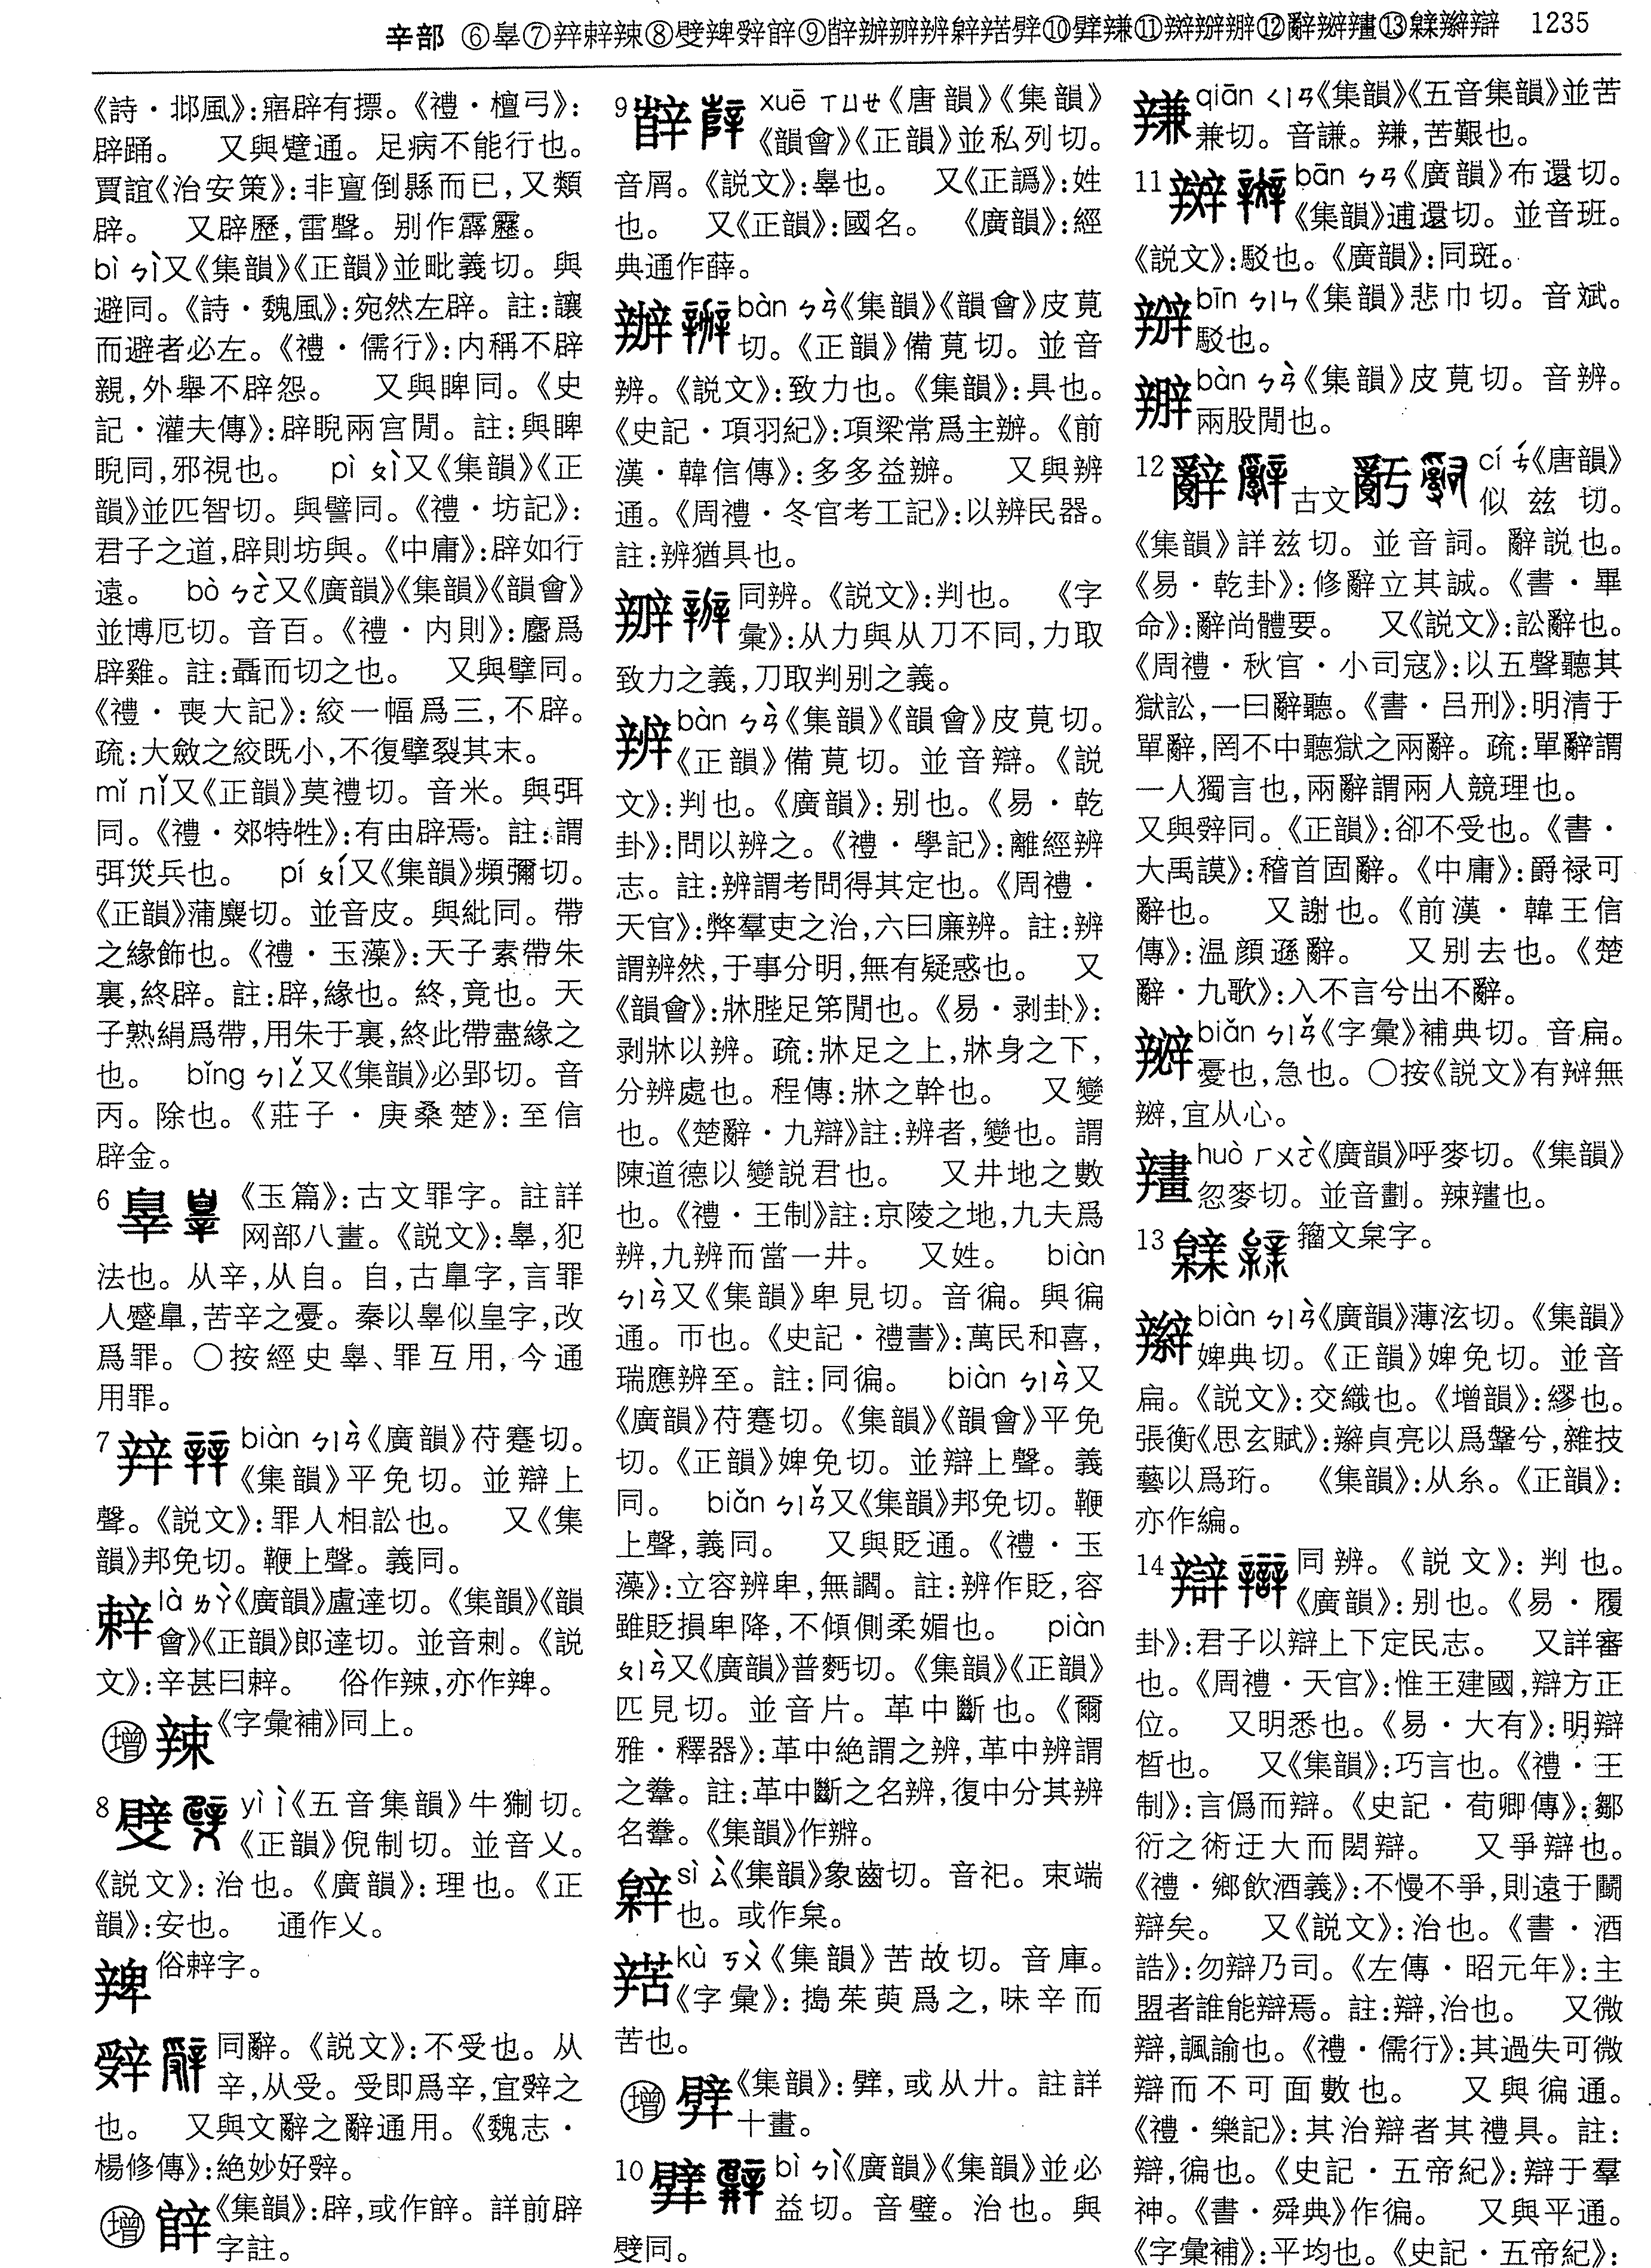 辛部 ⑥辠⑦辡辢辣⑧乂辥辤⑨辥辦辧辨辭辛⑩⑪辬⑫辭⑬辮 1235
《詩・邶風》:寤辟有摽。《禮・檀弓》:
辟踊。 又與躄通。足病不能行也。
賈誼《治安策》:非亶倒縣而已,又類
辟。 又辟歷,雷聲。别作霹靂。
bì ㄅㄧˋ又《集韻》《正韻》並毗義切。與
避同。《詩・魏風》:宛然左辟。註:讓
而避者必左。《禮・儒行》:内稱不辟
親,外舉不辟怨。 又與睥同。《史
記・灌夫傳》:辟睨兩宫閒。註:與睥
睨同,邪視也。 pì ㄆㄧˋ又《集韻》《正
韻》並匹智切。與譬同。《禮・坊記》:
君子之道,辟則坊與。《中庸》:辟如行
遠。 bò ㄅㄛˋ又《廣韻》《集韻》《韻會》
並博厄切。音百。《禮・内則》:麕爲
辟雞。註:聶而切之也。 又與擘同。
《禮・喪大記》:絞一幅爲三,不辟。
疏:大斂之絞既小,不復擘裂其末。
mǐ ㄇㄧˇ又《正韻》莫禮切。音米。與弭
同。《禮・郊特牲》:有由辟焉。註:謂
弭烖兵也。 pí ㄆㄧˊ又《集韻》頻彌切。
《正韻》蒲麋切。並音皮。與紕同。帶
之緣飾也。《禮・玉藻》:天子素帶朱
裏,終辟。註:辟,緣也。終,竟也。天
子熟絹爲帶,用朱于裏,終此帶盡緣之
也。 bǐng ㄅㄧㄥˇ又《集韻》必郢切。音
丙。除也。《莊子・庚桑楚》:至信
辟金。
6 辠 《玉篇》:古文罪字。註詳
网部八畫。《説文》:辠,犯
法也。从辛,从自。自,古鼻字,言罪
人蹙鼻,苦辛之憂。秦以辠似皇字,改
爲罪。○按經史辠、罪互用,今通
用罪。
7 辡 biàn ㄅㄧㄢˋ《廣韻》苻蹇切。
《集韻》平免切。並辯上
聲。《説文》:罪人相訟也。 又《集
韻》邦免切。鞭上聲。義同。
辢 là ㄌㄚˋ《廣韻》盧達切。《集韻》《韻
會》《正韻》郎達切。並音剌。《説
文》:辛甚曰辢。 俗作辣,亦作𨐖。
增 辣 《字彙補》同上。
8 𨐨 yì ㄧˋ《五音集韻》牛猘切。
《正韻》倪制切。並音乂。
《説文》:治也。《廣韻》:理也。《正
韻》:安也。 通作乂。
俗辢字。
辤 同辭。《説文》:不受也。从
辛,从受。受即爲辛,宜辤之
也。 又與文辭之辭通用。《魏志・
楊修傳》:絶妙好辤。
增 《集韻》:辟,或作。詳前辟
字註。
9 辥 xuē ㄒㄩㄝ《唐韻》《集韻》
《韻會》《正韻》並私列切。
音屑。《説文》:辠也。 又《正譌》:姓
也。 又《正韻》:國名。 《廣韻》:經
典通作薛。
辦 bàn ㄅㄢˋ《集韻》《韻會》皮莧
切。《正韻》備莧切。並音
辨。《説文》:致力也。《集韻》:具也。
《史記・項羽紀》:項梁常爲主辦。《前
漢・韓信傳》:多多益辦。 又與辨
通。《周禮・冬官考工記》:以辨民器。
註:辨猶具也。
辧 同辨。《説文》:判也。 《字
彙》:从力與从刀不同,力取
致力之義,刀取判别之義。
辨 bàn ㄅㄢˋ《集韻》《韻會》皮莧切。
《正韻》備莧切。並音辯。《説
文》:判也。《廣韻》:别也。《易・乾
卦》:問以辨之。《禮・學記》:離經辨
志。註:辨謂考問得其定也。《周禮・
天官》:弊羣吏之治,六曰廉辨。註:辨
謂辨然,于事分明,無有疑惑也。 又
《韻會》:牀䏶足笫閒也。《易・剥卦》:
剥牀以辨。疏:牀足之上,牀身之下,
分辨處也。程傳:牀之幹也。 又變
也。《楚辭・九辯》註:辨者,變也。謂
陳道德以變説君也。 又井地之數
也。《禮・王制》註:京陵之地,九夫爲
辨,九辨而當一井。 又姓。 biàn
ㄅㄧㄢˋ又《集韻》卑見切。音徧。與徧
通。帀也。《史記・禮書》:萬民和喜,
瑞應辨至。註:同徧。 biàn ㄅㄧㄢˋ又
《廣韻》苻蹇切。《集韻》《韻會》平免
切。《正韻》婢免切。並辯上聲。義
同。 biǎn ㄅㄧㄢˇ又《集韻》邦免切。鞭
上聲,義同。 又與貶通。《禮・玉
藻》:立容辨卑,無讇。註:辨作貶,容
雖貶損卑降,不傾側柔媚也。 piàn
ㄆㄧㄢˋ又《廣韻》普麪切。《集韻》《正韻》
匹見切。並音片。革中斷也。《爾
雅・釋器》:革中絶謂之辨,革中辨謂
之韏。註:革中斷之名辨,復中分其辨
名韏。《集韻》作辦。
sì ㄙˋ《集韻》象齒切。音祀。朿端
也。或作枲。
kù ㄎㄨˋ《集韻》苦故切。音庫。
《字彙》:搗茱萸爲之,味辛而
苦也。
增 《集韻》:,或从廾。註詳
十畫。
10 bì ㄅㄧˋ《廣韻》《集韻》並必
益切。音璧。治也。與
同。
qiān ㄑㄧㄢ《集韻》《五音集韻》並苦
兼切。音謙。,苦艱也。
11 辬 bān ㄅㄢ《廣韻》布還切。
《集韻》逋還切。並音班。
《説文》:駁也。《廣韻》:同斑。
bīn ㄅㄧㄣ《集韻》悲巾切。音斌。
駁也。
bàn ㄅㄢˋ《集韻》皮莧切。音辨。
兩股閒也。
12 辭 古文 cí ㄘˊ《唐韻》
似兹切。
《集韻》詳兹切。並音詞。辭説也。
《易・乾卦》:修辭立其誠。《書・畢
命》:辭尚體要。 又《説文》:訟辭也。
《周禮・秋官・小司寇》:以五聲聽其
獄訟,一曰辭聽。《書・吕刑》:明清于
單辭,罔不中聽獄之兩辭。疏:單辭謂
一人獨言也,兩辭謂兩人競理也。
又與辤同。《正韻》:卻不受也。《書・
大禹謨》:稽首固辭。《中庸》:爵禄可
辭也。 又謝也。《前漢・韓王信
傳》:温顔遜辭。 又别去也。《楚
辭・九歌》:入不言兮出不辭。
biǎn ㄅㄧㄢˇ《字彙》補典切。音扁。
憂也,急也。○按《説文》有辩無
,宜从心。
huò ㄏㄨㄛˋ《廣韻》呼麥切。《集韻》
忽麥切。並音劃。辣也。
13 籀文枲字。
辮 biàn ㄅㄧㄢˋ《廣韻》薄泫切。《集韻》
婢典切。《正韻》婢免切。並音
扁。《説文》:交織也。《增韻》:繆也。
張衡《思玄賦》:辮貞亮以爲鞶兮,雜技
藝以爲珩。 《集韻》:从糸。《正韻》:
亦作編。
14 辯 同辨。《説文》:判也。
《廣韻》:别也。《易・履
卦》:君子以辯上下定民志。 又詳審
也。《周禮・天官》:惟王建國,辯方正
位。 又明悉也。《易・大有》:明辯
晳也。 又《集韻》:巧言也。《禮・王
制》:言僞而辯。《史記・荀卿傳》:鄒
衍之術迂大而閎辯。 又爭辯也。
《禮・鄉飲酒義》:不慢不爭,則遠于鬭
辯矣。 又《説文》:治也。《書・酒
誥》:勿辯乃司。《左傳・昭元年》:主
盟者誰能辯焉。註:辯,治也。 又微
辯,諷諭也。《禮・儒行》:其過失可微
辯而不可面數也。 又與徧通。
《禮・樂記》:其治辯者其禮具。註:
辯,徧也。《史記・五帝紀》:辯于羣
神。《書・舜典》作徧。 又與平通。
《字彙補》:平均也。《史記・五帝紀》: